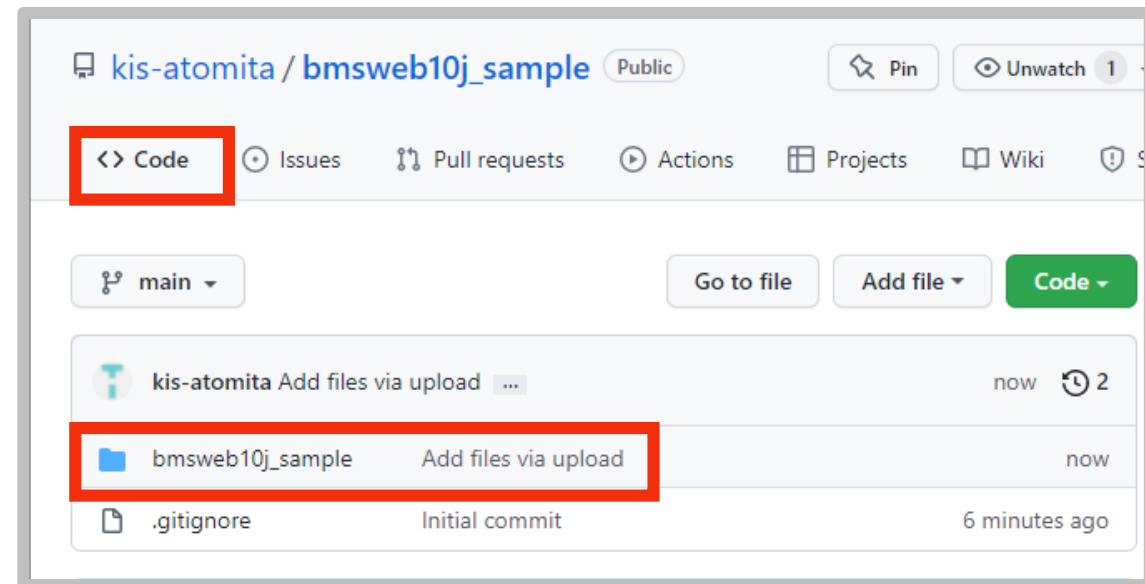 kis-atomita / bmsweb10j_sample Public Pin Unwatch 1
<> Code Issues Pull requests Actions Projects Wiki
main Go to file Add file Code
kis-atomita Add files via upload ... now 2
bmsweb10j_sample Add files via upload now
.gitignore Initial commit 6 minutes ago